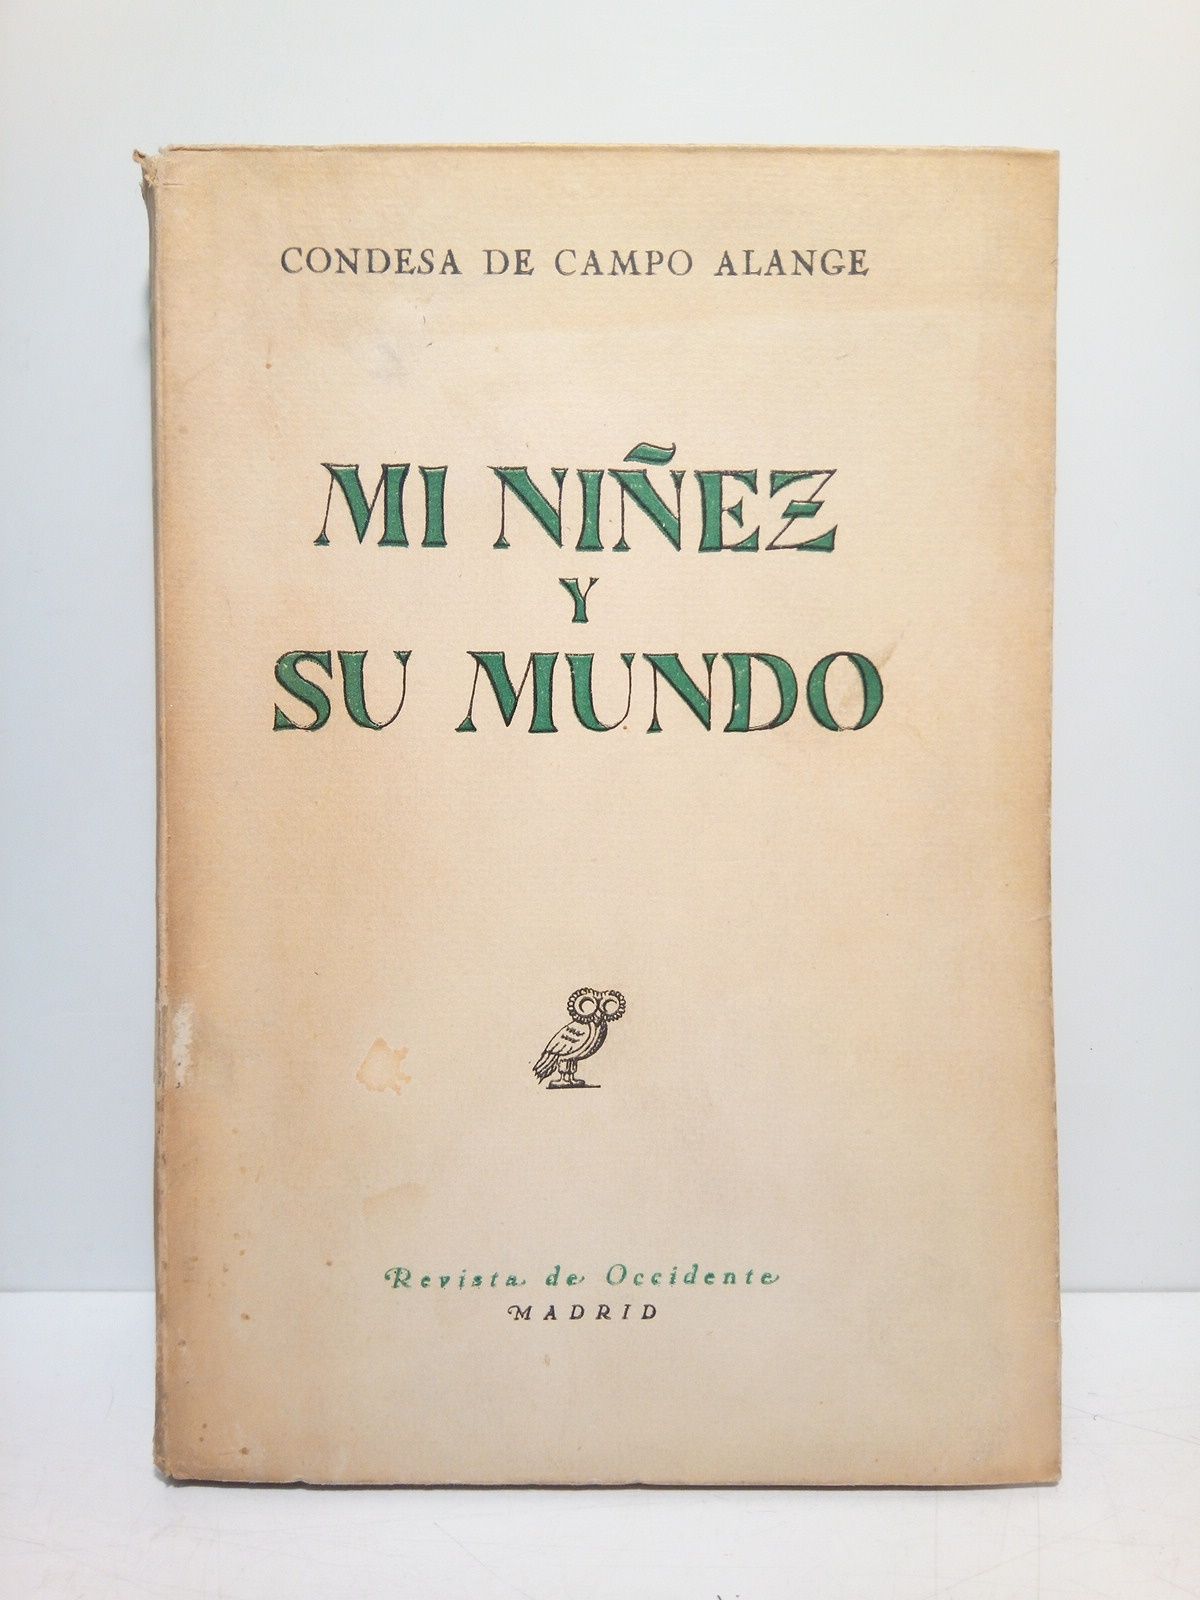 CONDESA DE CAMPO ALANGE
MI NIÑEZ
Y
SU MUNDO
Revista de Occidente
MADRID